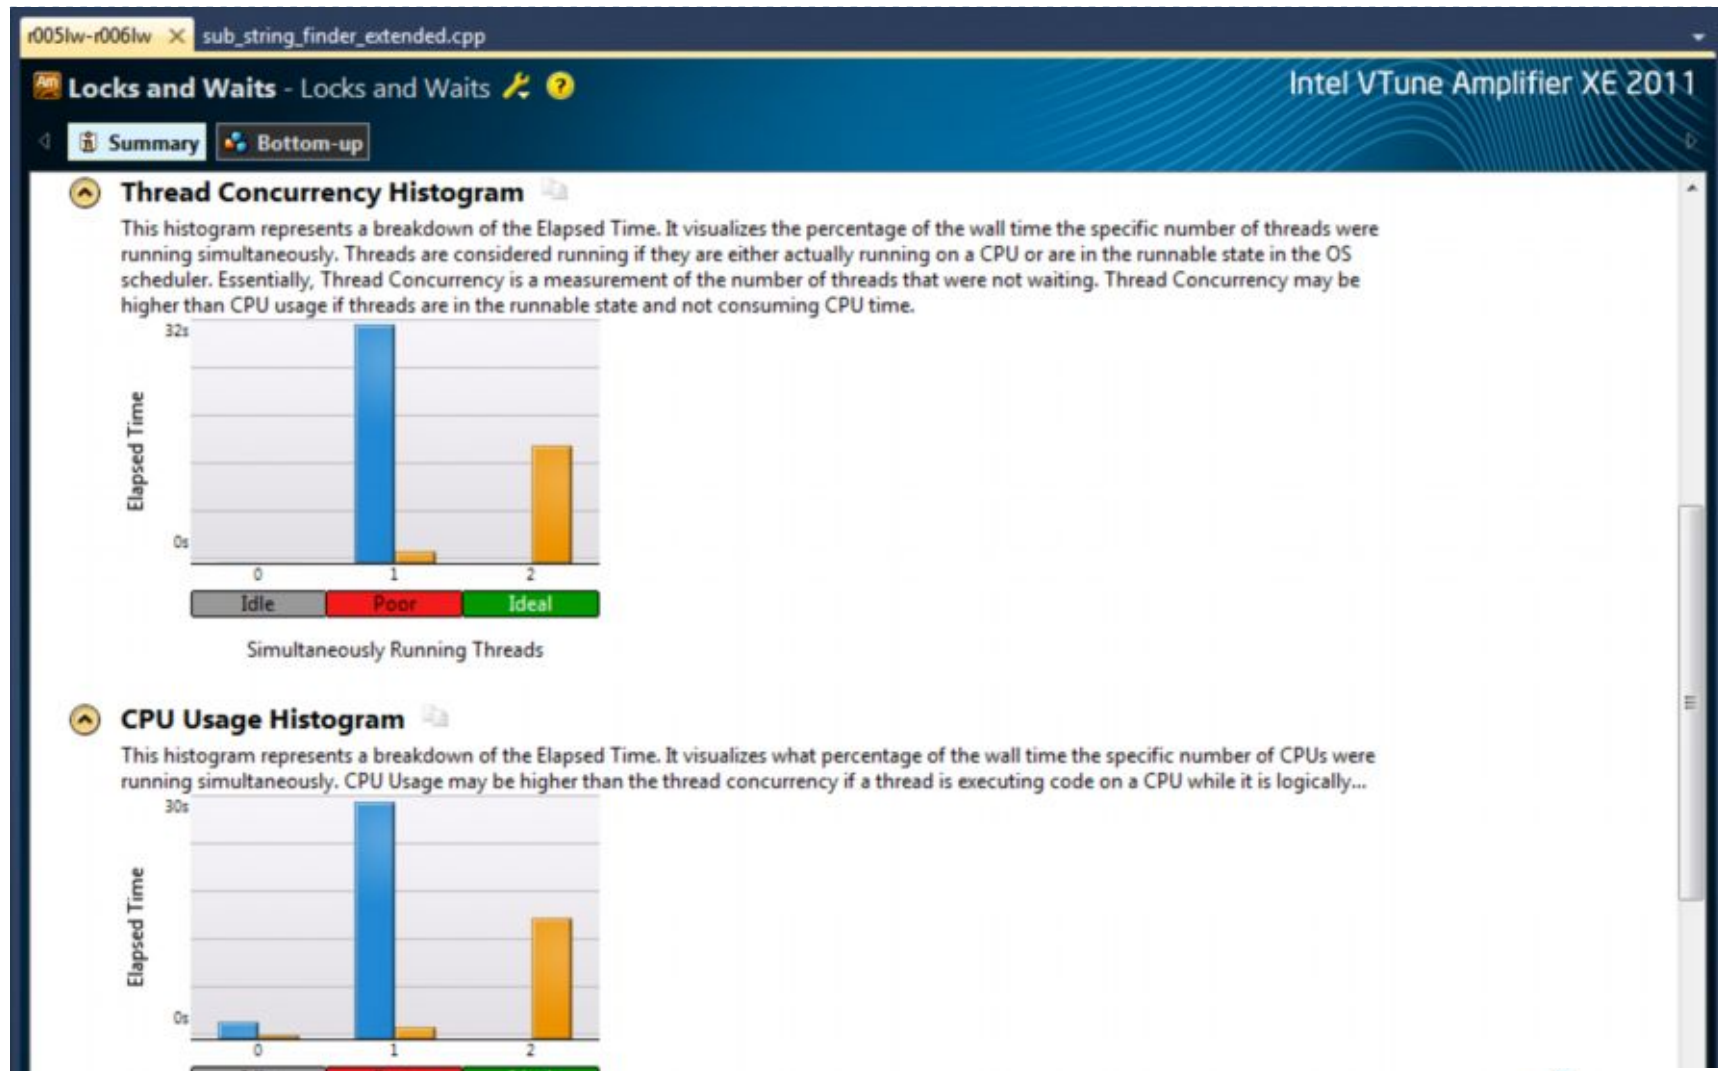 r005lw-r006lw
sub_string_finder_extended.cpp
Locks and Waits - Locks and Waits
Intel VTune Amplifier XE 2011
Summary
Bottom-up
Thread Concurrency Histogram
This histogram represents a breakdown of the Elapsed Time. It visualizes the percentage of the wall time the specific number of threads were
running simultaneously. Threads are considered running if they are either actually running on a CPU or are in the runnable state in the OS
scheduler. Essentially, Thread Concurrency is a measurement of the number of threads that were not waiting. Thread Concurrency may be
higher than CPU usage if threads are in the runnable state and not consuming CPU time.
32s
Elapsed Time
0s
0 1 2
Idle Poor Ideal
Simultaneously Running Threads
CPU Usage Histogram
This histogram represents a breakdown of the Elapsed Time. It visualizes what percentage of the wall time the specific number of CPUs were
running simultaneously. CPU Usage may be higher than the thread concurrency if a thread is executing code on a CPU while it is logically...
30s
Elapsed Time
0s
0 1 2